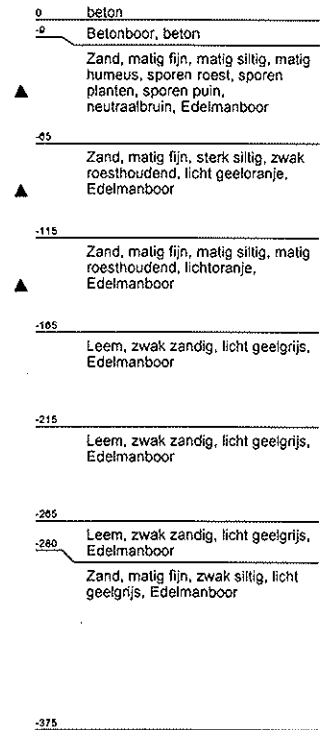 0 beton
-9 Betonboor, beton
Zand, matig fijn, matig siltig, matig
humeus, sporen roest, sporen
planten, sporen puin,
neutraalbruin, Edelmanboor
-65
Zand, matig fijn, sterk siltig, zwak
roesthoudend, licht geeloranje,
Edelmanboor
-115
Zand, matig fijn, matig siltig, matig
roesthoudend, lichtoranje,
Edelmanboor
-165
Leem, zwak zandig, licht geelgrijs,
Edelmanboor
-215
Leem, zwak zandig, licht geelgrijs,
Edelmanboor
-265
Leem, zwak zandig, licht geelgrijs,
-280 Edelmanboor
Zand, matig fijn, zwak siltig, licht
geelgrijs, Edelmanboor
-375